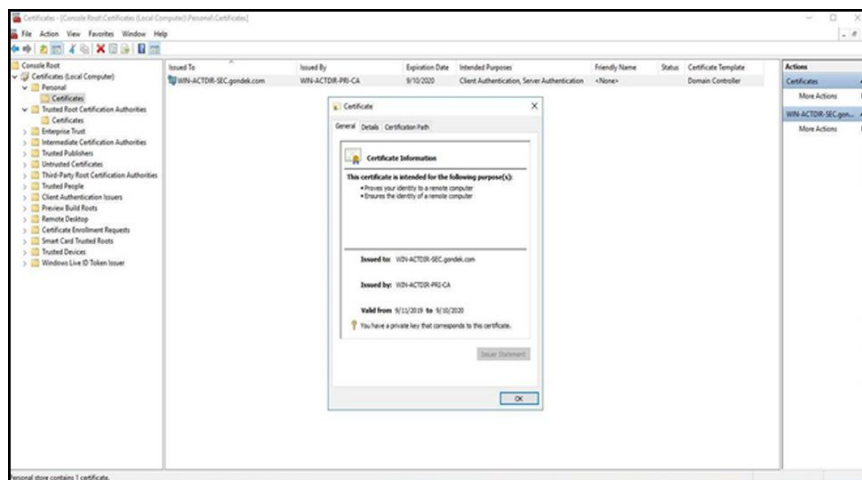 Certificates - [Console Root\Certificates (Local Computer)\Personal\Certificates]
File Action View Favorites Window Help
Console Root
Certificates (Local Computer)
Personal
Certificates
Trusted Root Certification Authorities
Certificates
Enterprise Trust
Intermediate Certification Authorities
Trusted Publishers
Untrusted Certificates
Third-Party Root Certification Authorities
Trusted People
Client Authentication Issuers
Preview Build Roots
Remote Desktop
Certificate Enrollment Requests
Smart Card Trusted Roots
Trusted Devices
Windows Live ID Token Issuer
Issued To Issued By Expiration Date Intended Purposes Friendly Name Status Certificate Template
WIN-ACTDIR-SEC.gondek.com WIN-ACTDIR-PRI-CA 9/10/2020 Client Authentication, Server Authentication <None> Domain Controller
Certificate
General Details Certification Path
Certificate Information
This certificate is intended for the following purpose(s):
• Proves your identity to a remote computer
• Ensures the identity of a remote computer
Issued to: WIN-ACTDIR-SEC.gondek.com
Issued by: WIN-ACTDIR-PRI-CA
Valid from 9/11/2019 to 9/10/2020
You have a private key that corresponds to this certificate.
Issuer Statement
OK
Actions
Certificates
More Actions
WIN-ACTDIR-SEC.gon...
More Actions
Personal store contains 1 certificate.